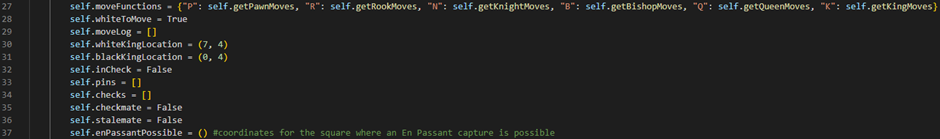 27 self.moveFunctions = {"P": self.getPawnMoves, "R": self.getRookMoves, "N": self.getKnightMoves, "B": self.getBishopMoves, "Q": self.getQueenMoves, "K": self.getKingMoves}
28 self.whiteToMove = True
29 self.moveLog = []
30 self.whiteKingLocation = (7, 4)
31 self.blackKingLocation = (0, 4)
32 self.inCheck = False
33 self.pins = []
34 self.checks = []
35 self.checkmate = False
36 self.stalemate = False
37 self.enPassantPossible = () #coordinates for the square where an En Passant capture is possible